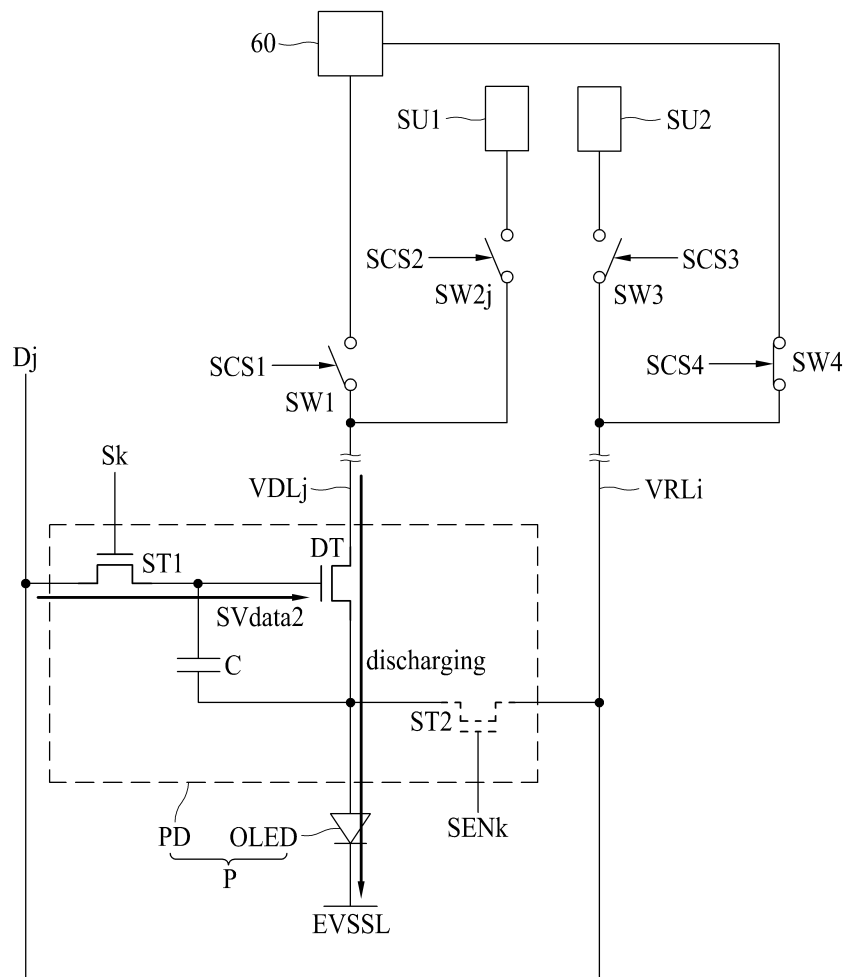 60
SU1
SU2
SCS2
SW2j
SCS3
SW3
Dj
SCS1
SW1
SCS4
SW4
Sk
VDLj
VRLi
ST1
DT
SVdata2
C
discharging
ST2
PD
OLED
SENk
P
EVSSL